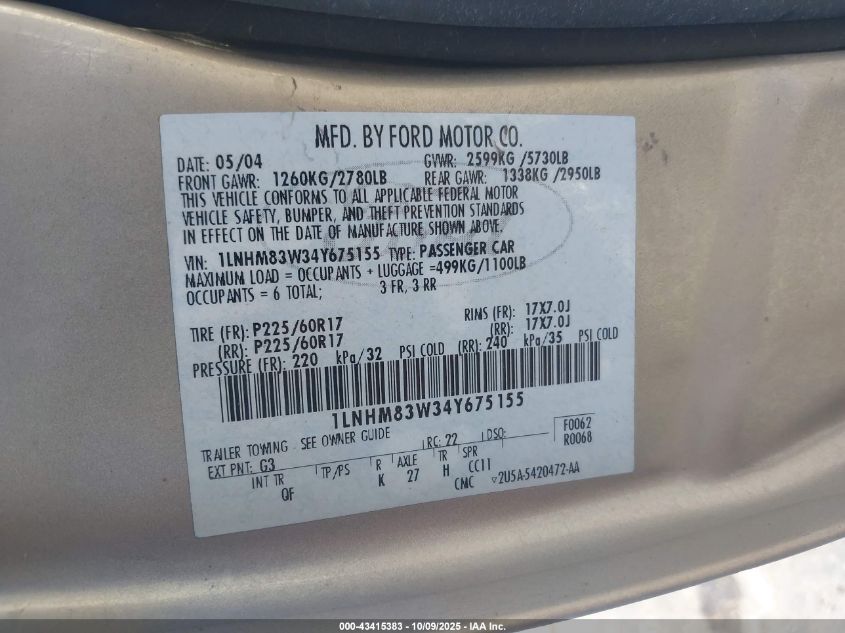 MFD. BY FORD MOTOR CO.
DATE: 05/04 GVWR: 2599KG /5730LB
FRONT GAWR: 1260KG/2780LB REAR GAWR: 1338KG /2950LB
THIS VEHICLE CONFORMS TO ALL APPLICABLE FEDERAL MOTOR
VEHICLE SAFETY, BUMPER, AND THEFT PREVENTION STANDARDS
IN EFFECT ON THE DATE OF MANUFACTURE SHOWN ABOVE.
VIN: 1LNHM83W34Y675155 TYPE: PASSENGER CAR
MAXIMUM LOAD = OCCUPANTS + LUGGAGE =499KG/1100LB
OCCUPANTS = 6 TOTAL; 3 FR, 3 RR
TIRE (FR): P225/60R17 RIMS (FR): 17X7.0J
(RR): P225/60R17 (RR): 17X7.0J
PRESSURE (FR): 220 kPa/32 PSI COLD (RR): 240 kPa/35 PSI COLD
1LNHM83W34Y675155
TRAILER TOWING - SEE OWNER GUIDE RC: 22 DSO: F0062
EXT PNT: G3 R0068
INT TR TP/PS R AXLE TR SPR
QF K 27 H CC11
CMC ▽2U5A-5420472-AA
000-43415383 - 10/09/2025 - IAA Inc.